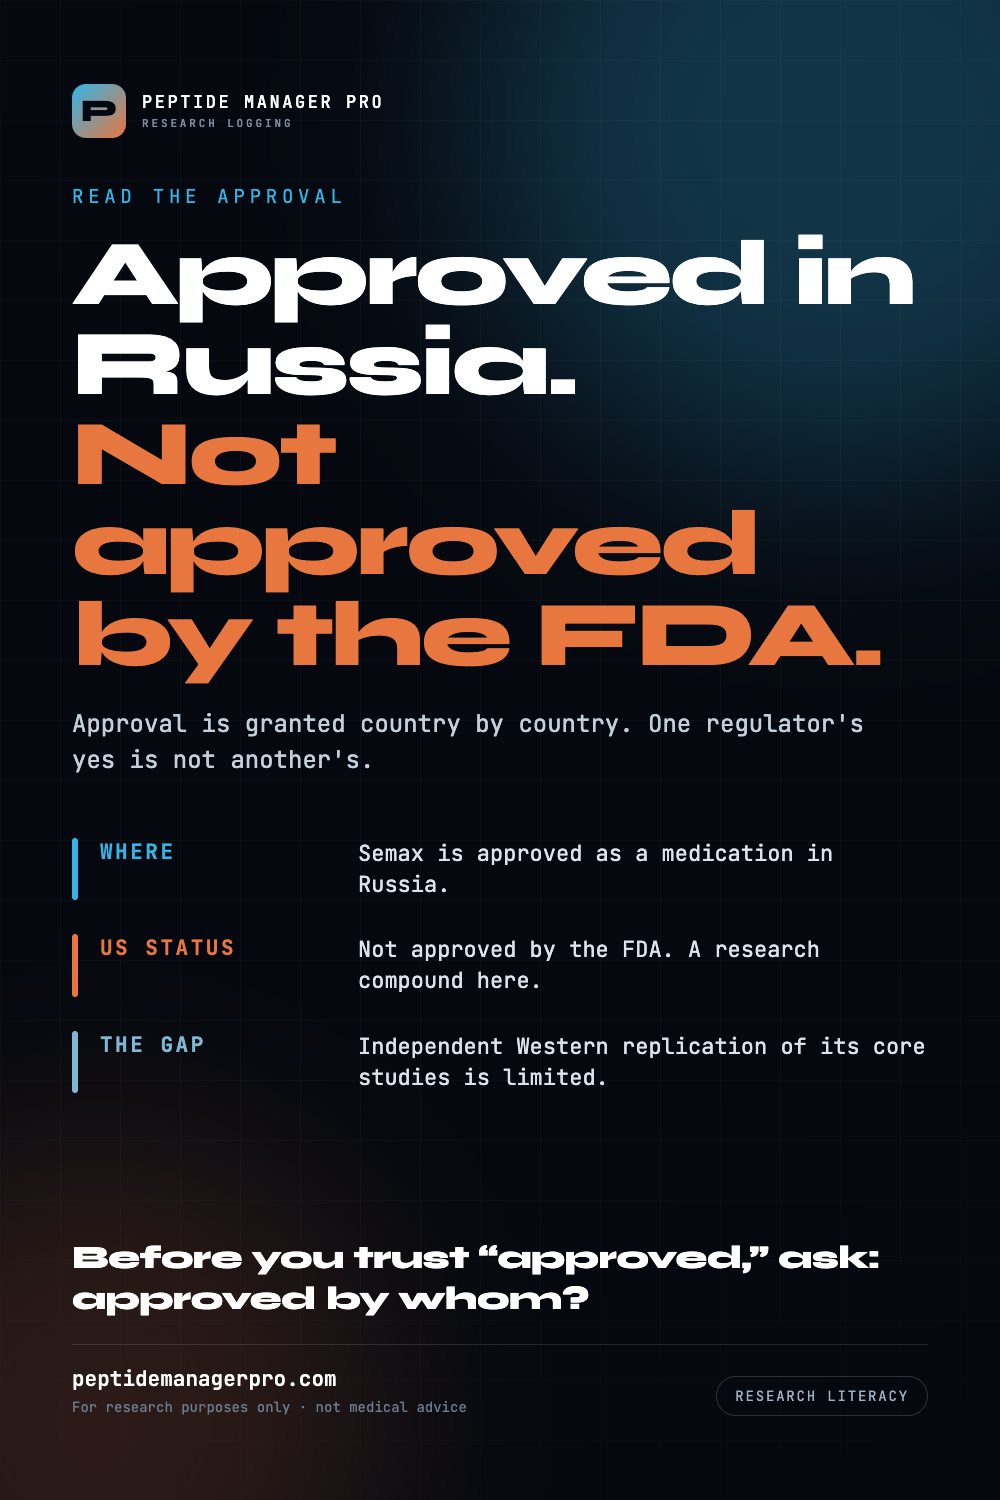 P
PEPTIDE MANAGER PRO
RESEARCH LOGGING
READ THE APPROVAL
Approved in
Russia.
Not
approved
by the FDA.
Approval is granted country by country. One regulator's
yes is not another's.
WHERE
Semax is approved as a medication in
Russia.
US STATUS
Not approved by the FDA. A research
compound here.
THE GAP
Independent Western replication of its core
studies is limited.
Before you trust “approved,” ask:
approved by whom?
peptidemanagerpro.com
For research purposes only · not medical advice
RESEARCH LITERACY